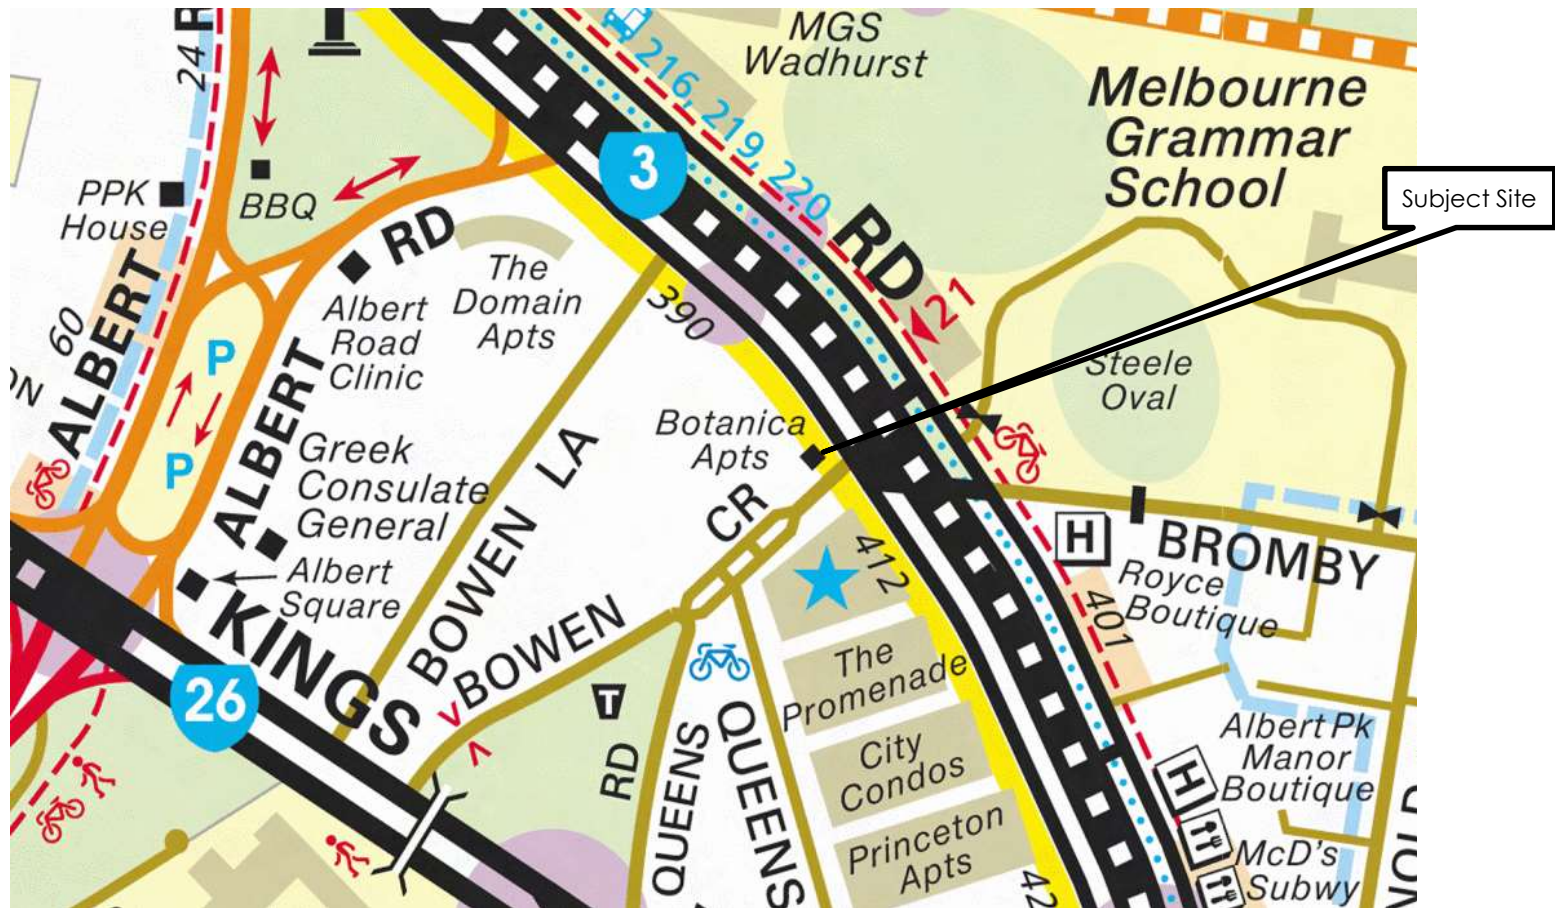 24
MGS
Wadhurst
216, 219, 220
Melbourne
Grammar
School
Subject Site
3
PPK
House
BBQ
RD
RD
21
The
Domain
Apts
390
Albert
Road
Clinic
60
ALBERT
P
P
ALBERT
Steele
Oval
Botanica
Apts
Greek
Consulate
General
BOWEN LA
CR
412
H
BROMBY
Royce
Boutique
401
Albert
Square
KINGS
BOWEN
26
The
Promenade
T
RD
QUEENS
QUEENS
City
Condos
Albert Pk
Manor
Boutique
H
Princeton
Apts
McD's
Subwy
42